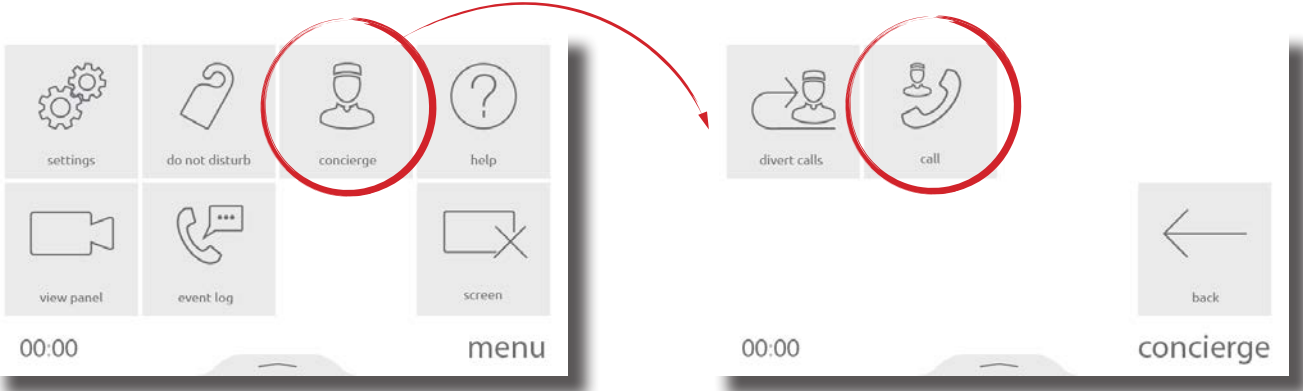 settings
do not disturb
concierge
help
view panel
event log
screen
00:00
menu
divert calls
call
back
00:00
concierge